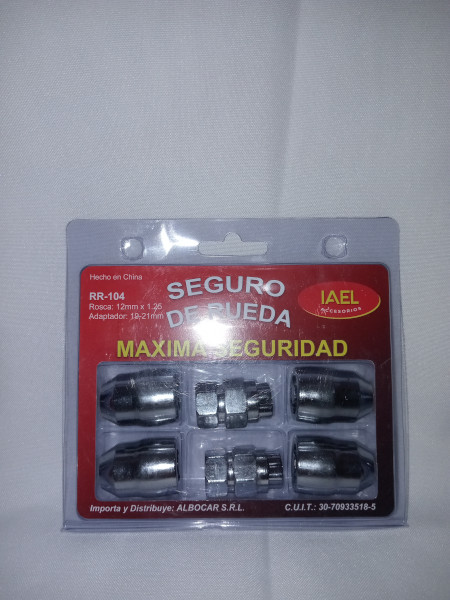 Hecho en China
RR-104
Rosca: 12mm x 1.25
Adaptador: 19-21mm
SEGURO
DE RUEDA
IAEL
ACCESORIOS
MAXIMA SEGURIDAD
Importa y Distribuye: ALBOCAR S.R.L.
C.U.I.T.: 30-70933518-5